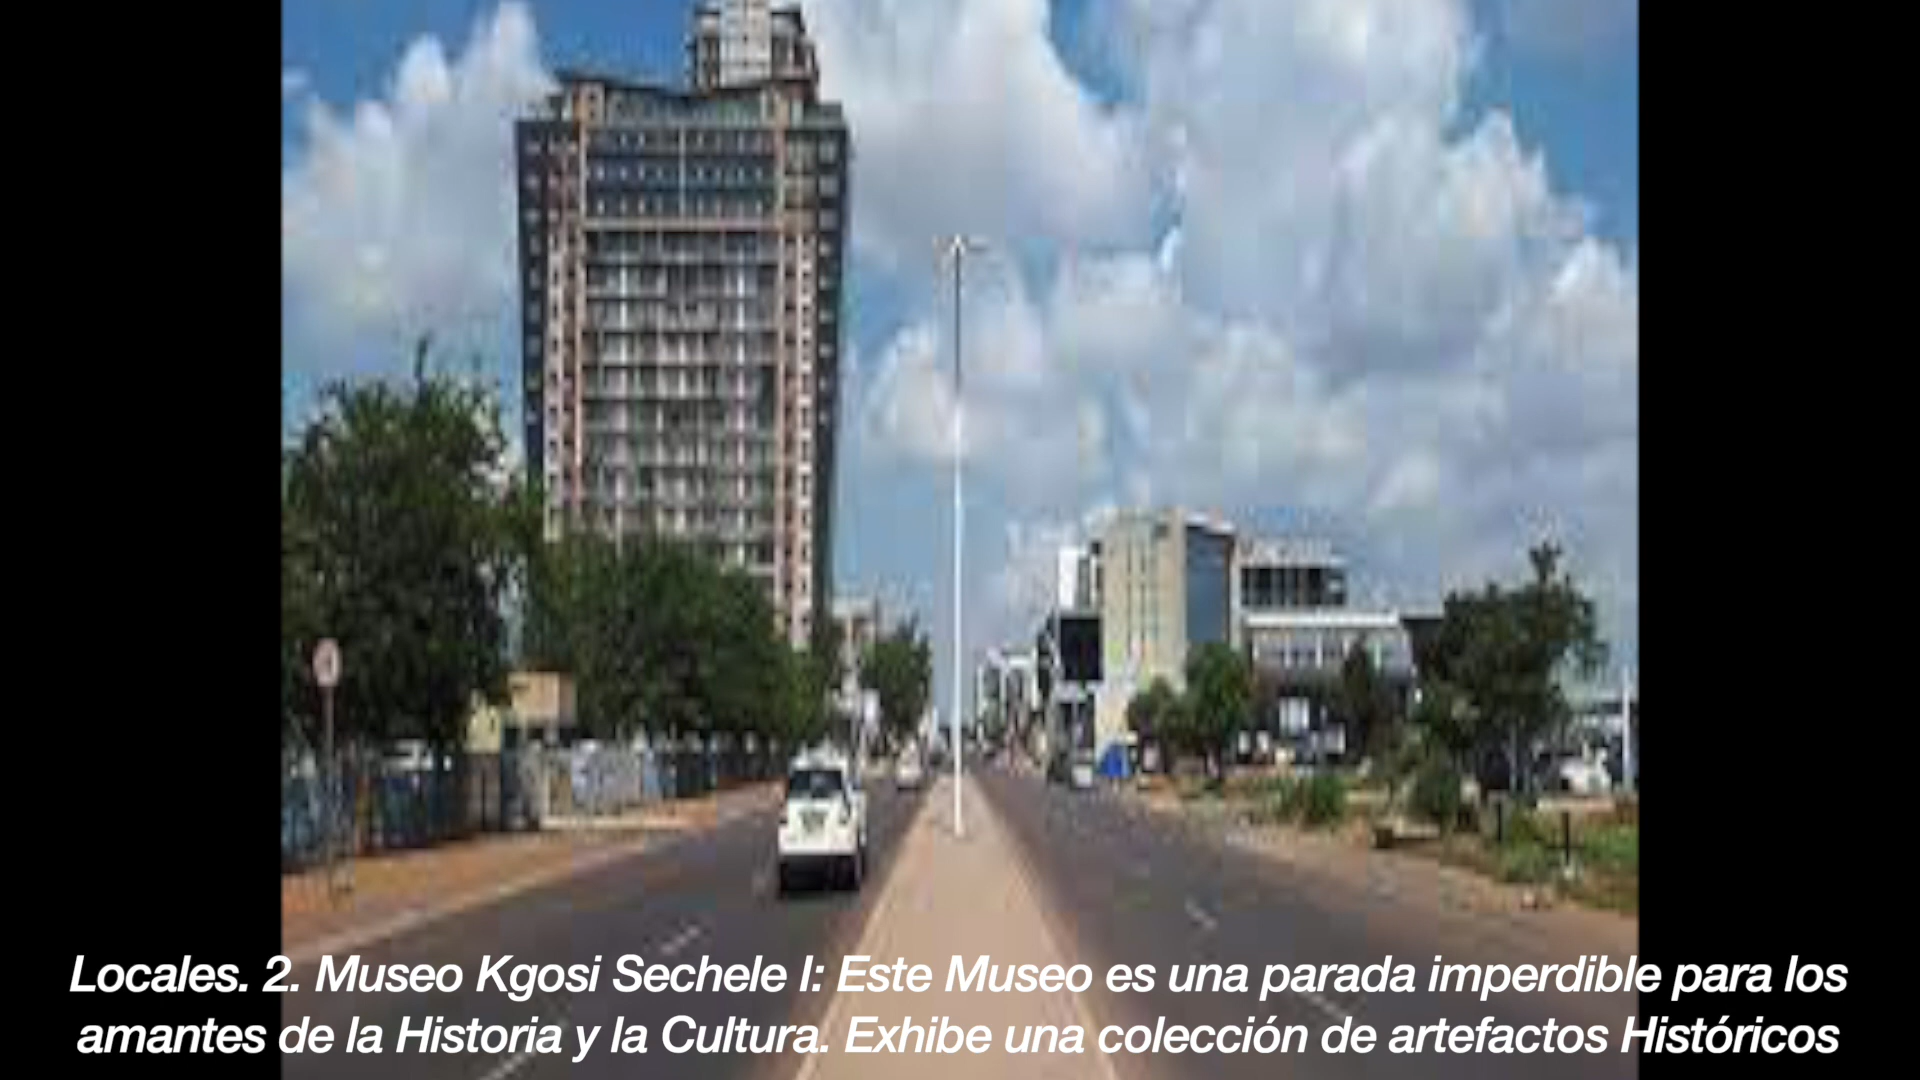 Locales. 2. Museo Kgosi Sechele I: Este Museo es una parada imperdible para los
amantes de la Historia y la Cultura. Exhibe una colección de artefactos Históricos